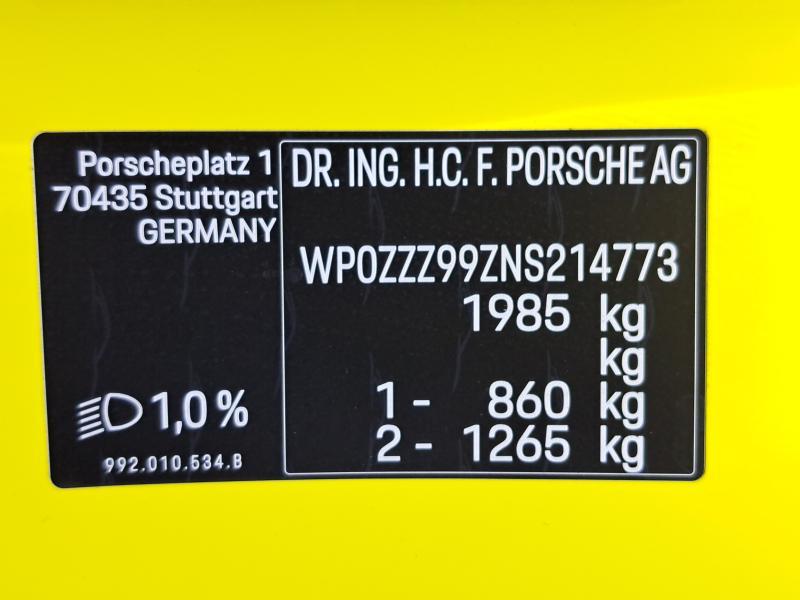 Porscheplatz 1
70435 Stuttgart
GERMANY
1,0 %
992.010.534.B
DR. ING. H.C. F. PORSCHE AG
WP0ZZZ99ZNS214773
1985 kg
kg
1 - 860 kg
2 - 1265 kg